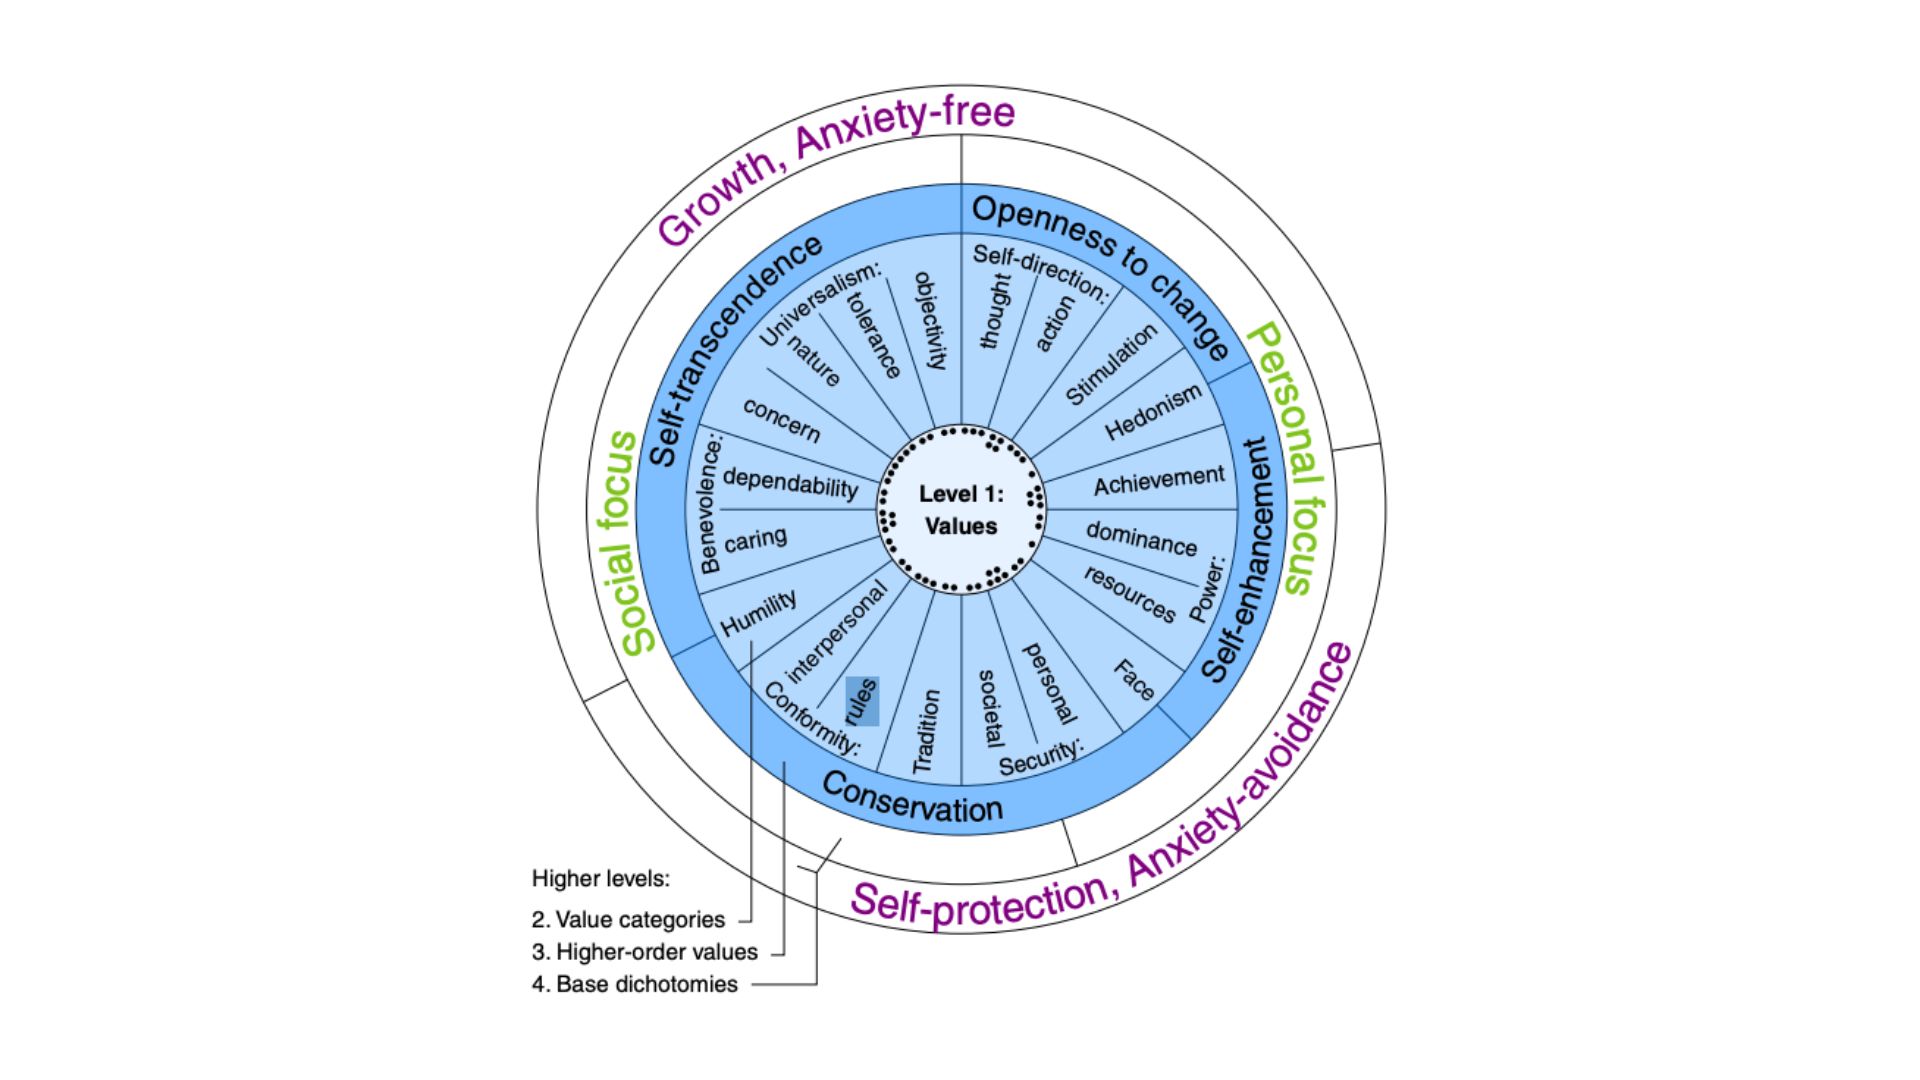 Growth, Anxiety-free
Openness to change
Self-transcendence
Self-direction:
thought
action
Stimulation
Hedonism
Personal focus
Achievement
Self-enhancement
dominance
resources
Power:
Face
Self-protection, Anxiety-avoidance
personal
societal
Security:
Conservation
Tradition
rules
interpersonal
Conformity:
Humility
Social focus
caring
dependability
Benevolence:
concern
nature
tolerance
objectivity
Universalism:
Level 1:
Values
Higher levels:
2. Value categories
3. Higher-order values
4. Base dichotomies